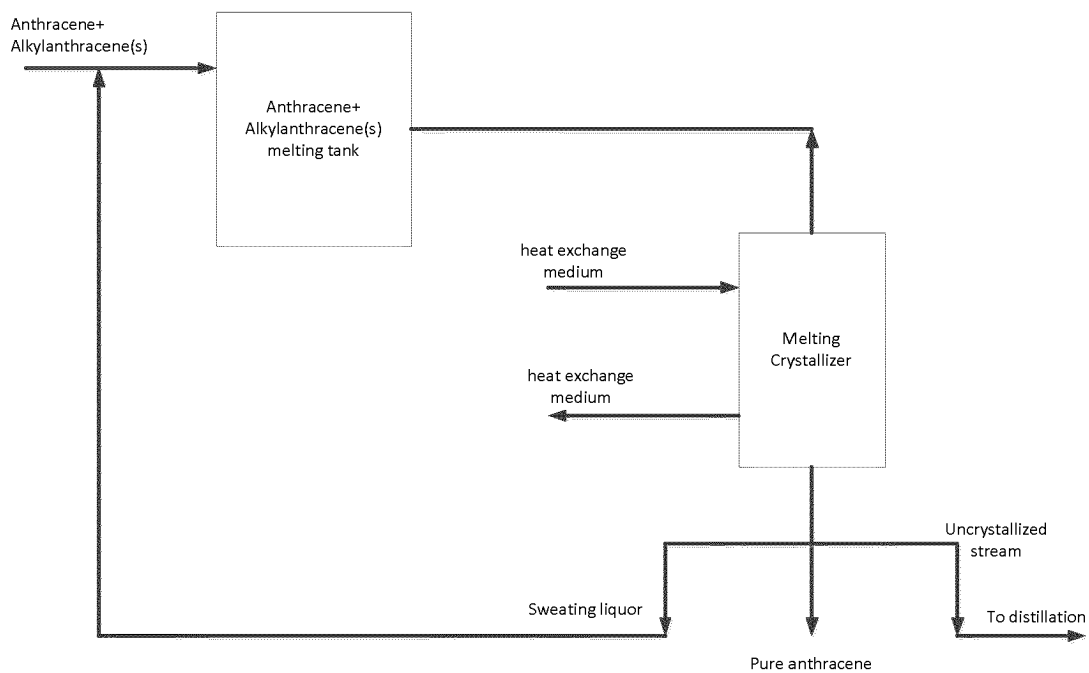 Anthracene+
Alkylanthracene(s)
Anthracene+
Alkylanthracene(s)
melting tank
heat exchange
medium
Melting
Crystallizer
heat exchange
medium
Uncrystallized
stream
Sweating liquor
To distillation
Pure anthracene